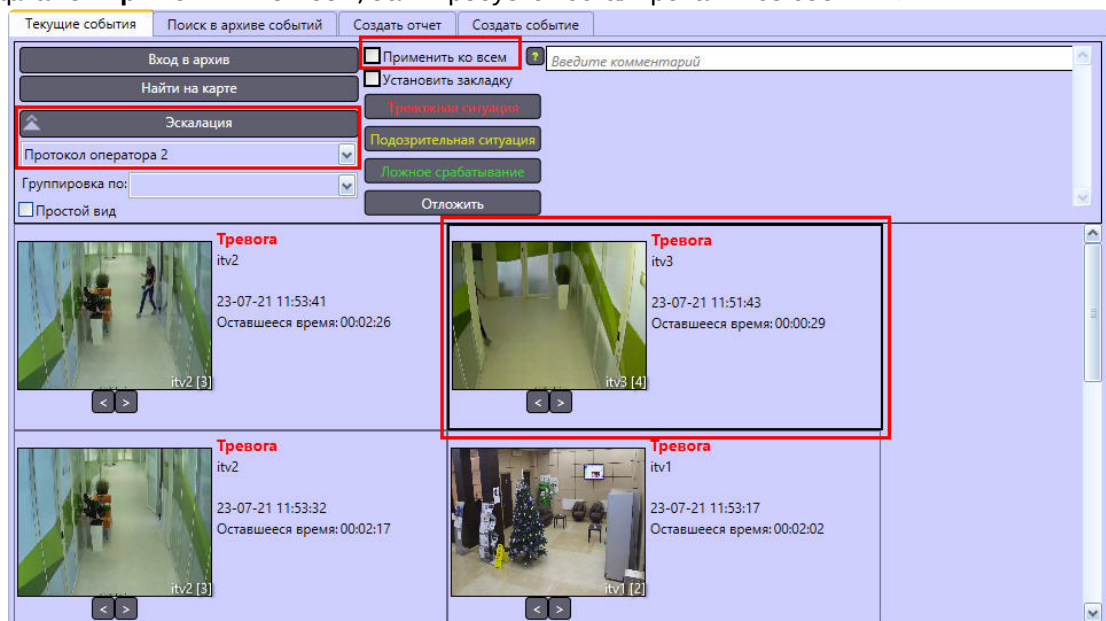 Текущие события Поиск в архиве событий Создать отчет Создать событие
Вход в архив Применить ко всем ? Введите комментарий
Найти на карте Установить закладку
Эскалация Тревожная ситуация
Протокол оператора 2 Подозрительная ситуация
Группировка по: Ложное срабатывание
Простой вид Отложить
Тревога
itv2
23-07-21 11:53:41
Оставшееся время: 00:02:26
itv2 [3]
< >
Тревога
itv3
23-07-21 11:51:43
Оставшееся время: 00:00:29
itv3 [4]
< >
Тревога
itv2
23-07-21 11:53:32
Оставшееся время: 00:02:17
itv2 [3]
< >
Тревога
itv1
23-07-21 11:53:17
Оставшееся время: 00:02:02
itv1 [2]
< >